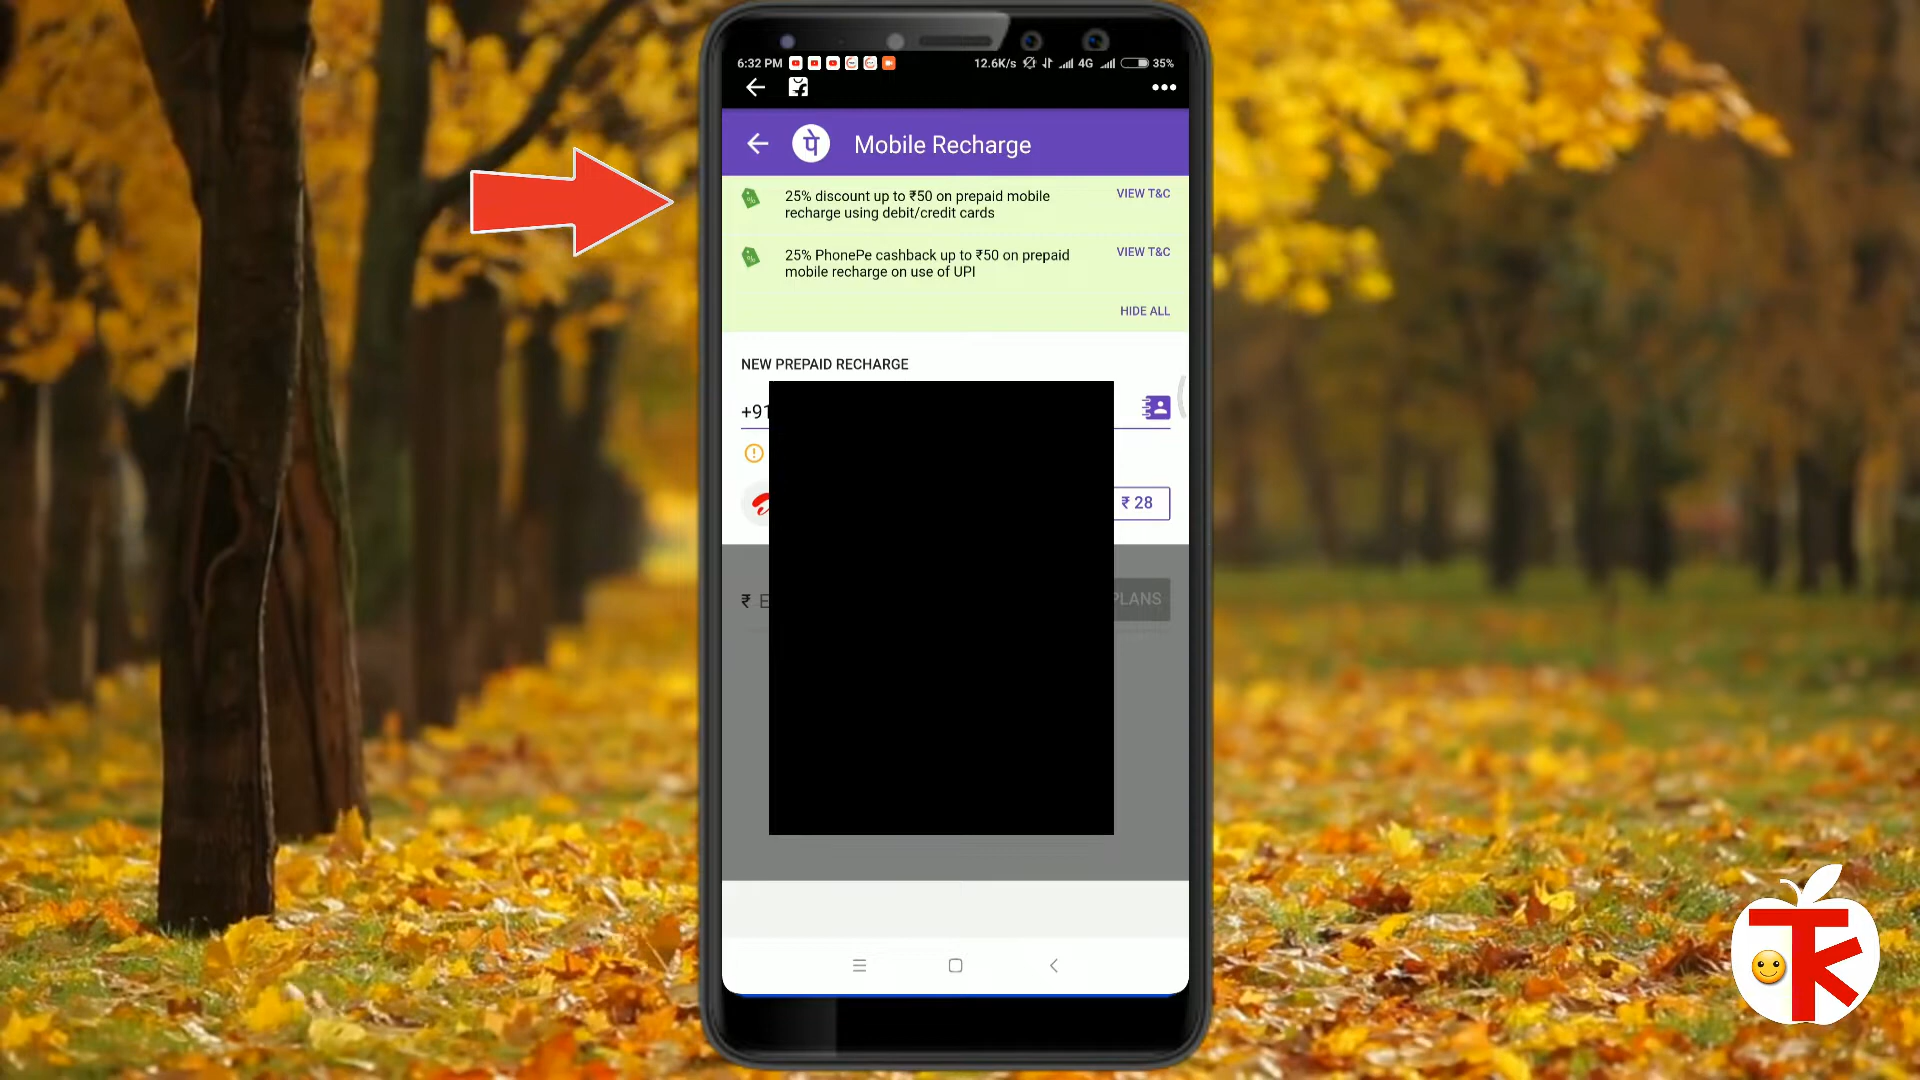 6:32 PM 12.6K/s 4G 35%
पे Mobile Recharge
25% discount up to ₹50 on prepaid mobile
recharge using debit/credit cards
VIEW T&C
25% PhonePe cashback up to ₹50 on prepaid
mobile recharge on use of UPI
VIEW T&C
HIDE ALL
NEW PREPAID RECHARGE
+91
₹ 28
₹ E
PLANS
TK